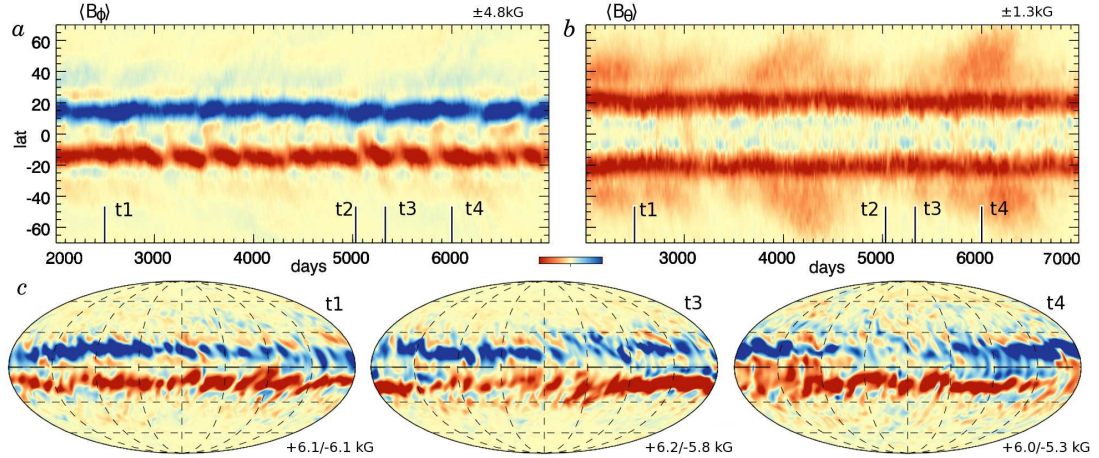 ⟨B_ϕ⟩ ±4.8kG ⟨B_θ⟩ ±1.3kG
a b
60
40
20
0
-20
-40
-60
lat
t1 t2 t3 t4 t1 t2 t3 t4
2000 3000 4000 5000 6000 3000 4000 5000 6000 7000
days days
c
t1 t3 t4
+6.1/-6.1 kG +6.2/-5.8 kG +6.0/-5.3 kG